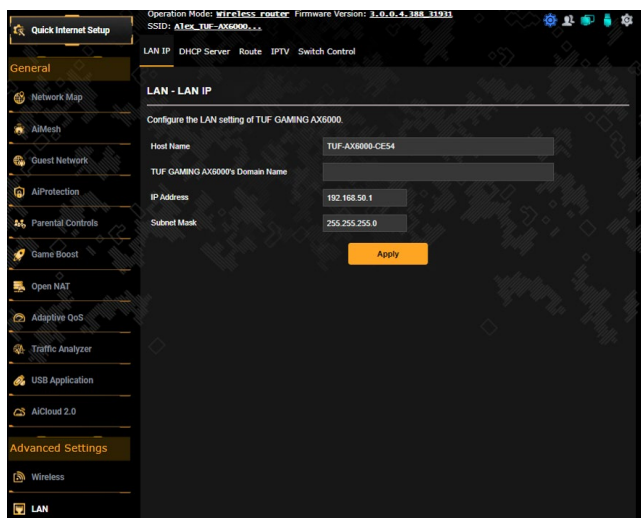 Operation Mode: Wireless router Firmware Version: 3.0.0.4.388_31931
SSID: Alex_TUF-AX6000...
Quick Internet Setup
LAN IP DHCP Server Route IPTV Switch Control
General
Network Map
AiMesh
Guest Network
AiProtection
Parental Controls
Game Boost
Open NAT
Adaptive QoS
Traffic Analyzer
USB Application
AiCloud 2.0
Advanced Settings
Wireless
LAN
LAN - LAN IP
Configure the LAN setting of TUF GAMING AX6000.
Host Name TUF-AX6000-CE54
TUF GAMING AX6000's Domain Name
IP Address 192.168.50.1
Subnet Mask 255.255.255.0
Apply